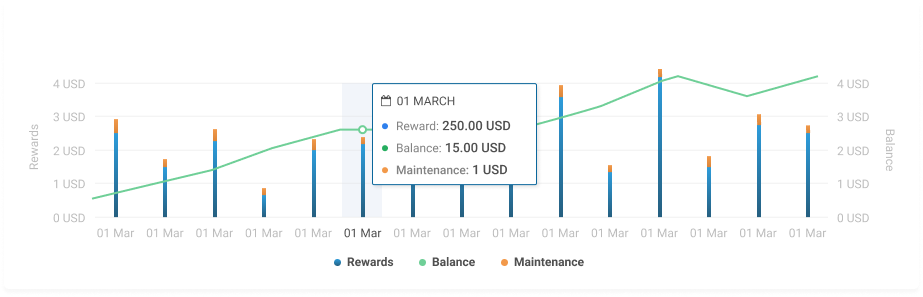 4 USD
3 USD
2 USD
1 USD
0 USD
Rewards
01 MARCH
Reward: 250.00 USD
Balance: 15.00 USD
Maintenance: 1 USD
4 USD
3 USD
2 USD
1 USD
0 USD
Balance
01 Mar 01 Mar 01 Mar 01 Mar 01 Mar 01 Mar 01 Mar 01 Mar 01 Mar 01 Mar 01 Mar 01 Mar 01 Mar 01 Mar 01 Mar
Rewards Balance Maintenance